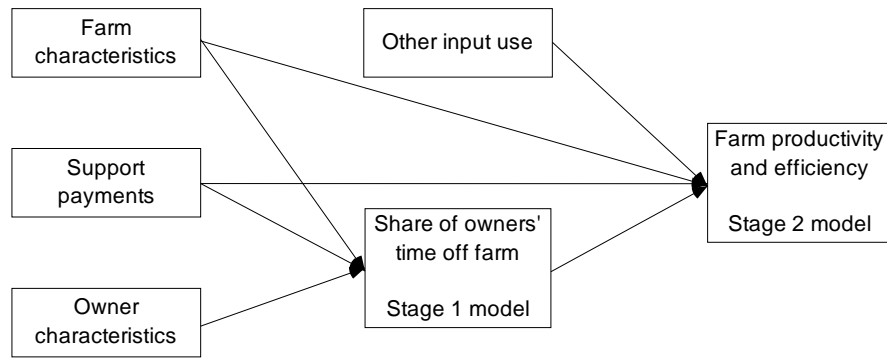 Farm
characteristics
Other input use
Farm productivity
and efficiency
Stage 2 model
Support
payments
Share of owners'
time off farm
Stage 1 model
Owner
characteristics